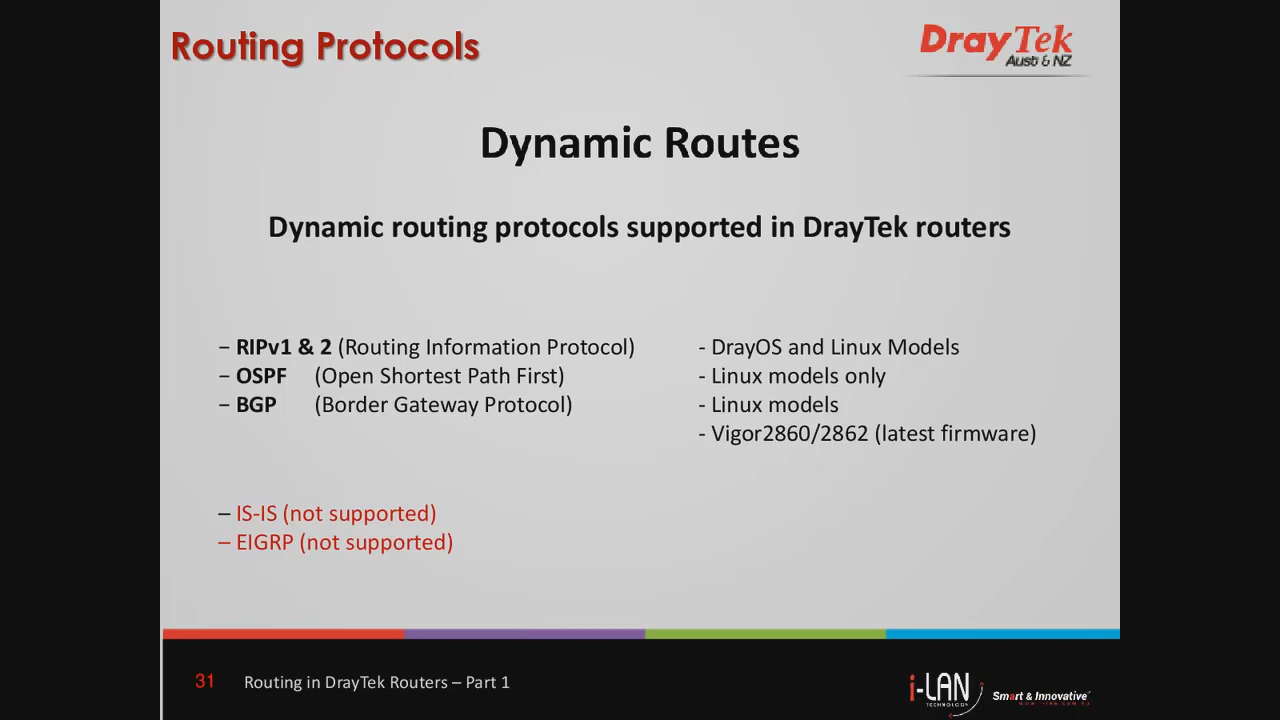 Routing Protocols
DrayTek
Aust & NZ
Dynamic Routes
Dynamic routing protocols supported in DrayTek routers
− RIPv1 & 2 (Routing Information Protocol) - DrayOS and Linux Models
− OSPF (Open Shortest Path First) - Linux models only
− BGP (Border Gateway Protocol) - Linux models
- Vigor2860/2862 (latest firmware)
– IS-IS (not supported)
– EIGRP (not supported)
31 Routing in DrayTek Routers – Part 1
i-LAN
TECHNOLOGY
Smart & Innovative